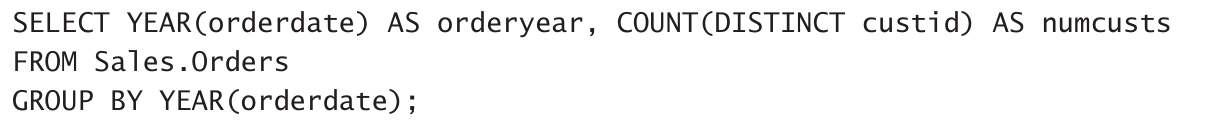 SELECT YEAR(orderdate) AS orderyear, COUNT(DISTINCT custid) AS numcusts
FROM Sales.Orders
GROUP BY YEAR(orderdate);